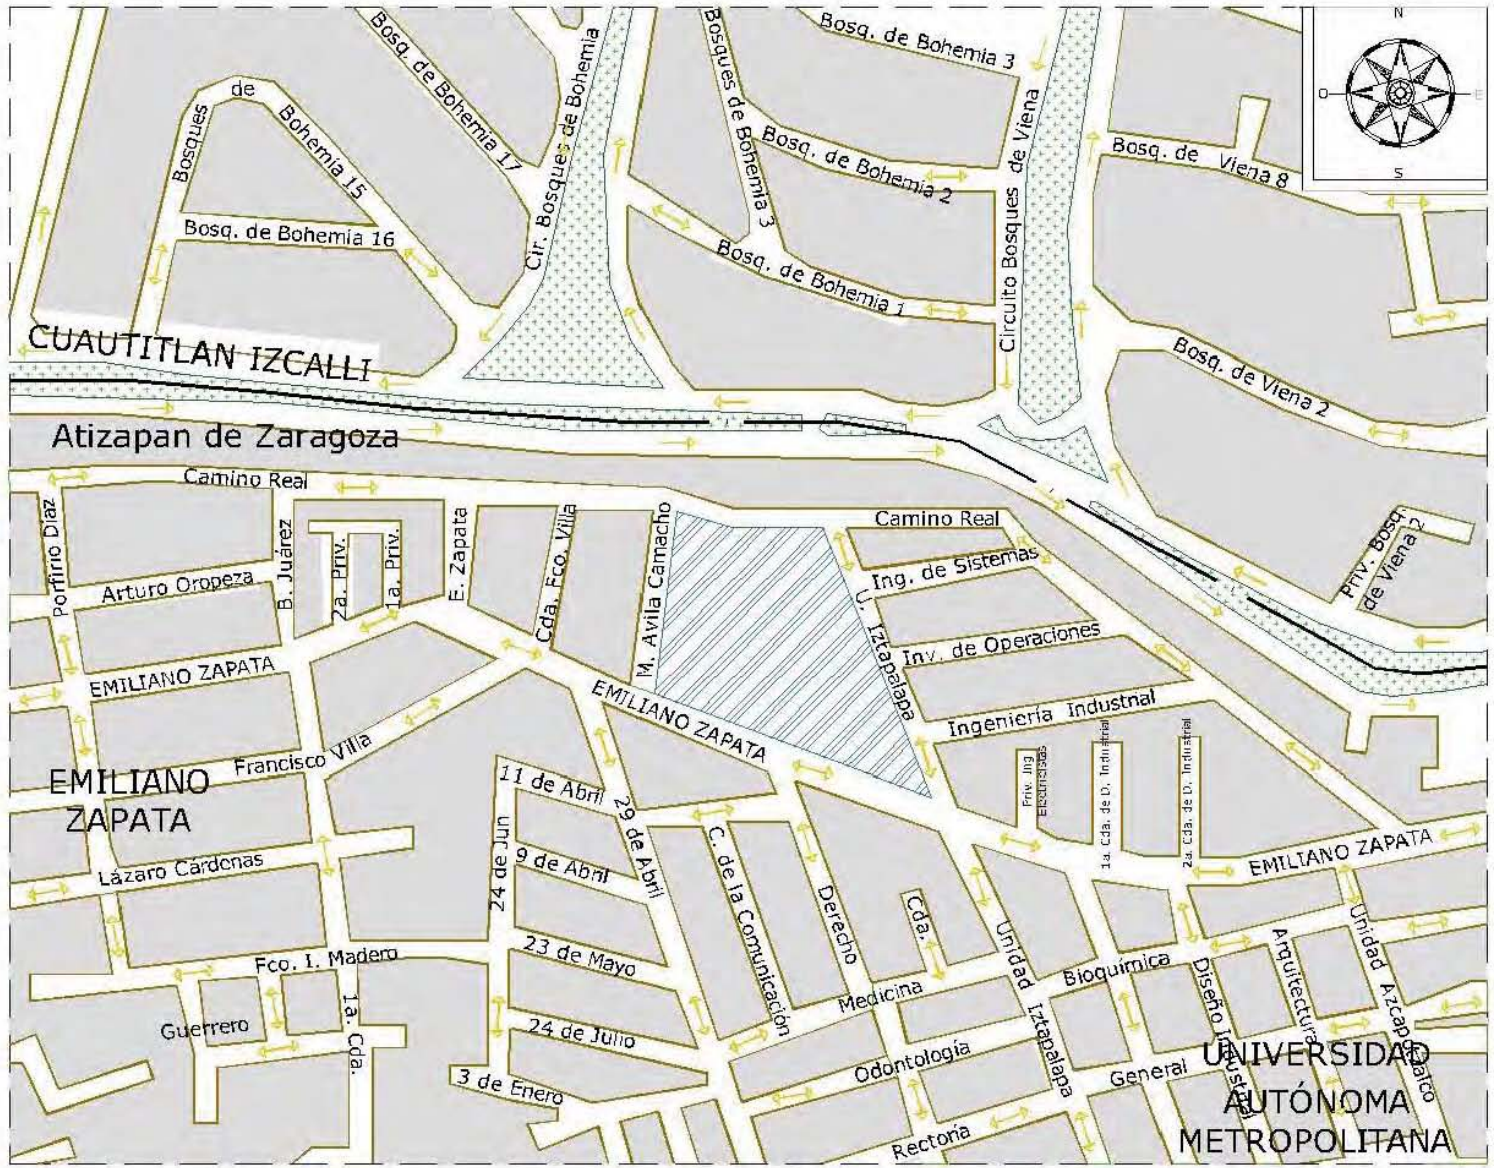 N
O
E
S
Bosq. de Bohemia 17
Cir. Bosques de Bohemia
Bosques de Bohemia 3
Bosq. de Bohemia 3
Bosques de Bohemia 15
Bosq. de Bohemia 2
Circuito Bosques de Viena
Bosq. de Viena 8
Bosq. de Bohemia 16
Bosq. de Bohemia 1
CUAUTITLAN IZCALLI
Bosq. de Viena 2
Atizapan de Zaragoza
Camino Real
Camino Real
Porfirio Diaz
B. Juárez
2a. Priv.
1a. Priv.
E. Zapata
Cda. Fco. Villa
M. Avila Camacho
Arturo Oropeza
Ing. de Sistemas
U. Iztapalapa
Priv. Bosq.
de Viena 2
Inv. de Operaciones
EMILIANO ZAPATA
EMILIANO ZAPATA
Ingeniería Industrial
Francisco Villa
EMILIANO
ZAPATA
11 de Abril
29 de Abril
24 de Jun
Priv. Ing
Electricistas
1a. Cda. de D. Industrial
2a. Cda. de D. Industrial
EMILIANO ZAPATA
Lázaro Cárdenas
9 de Abril
C. de la Comunicación
Derecho
Cda.
Unidad Iztapalapa
Unidad Azcapotzalco
Fco. I. Madero
23 de Mayo
Bioquímica
Diseño Industrial
Arquitectura
Medicina
Guerrero
1a. Cda.
24 de Julio
Odontología
General
3 de Enero
Rectoría
UNIVERSIDAD
AUTÓNOMA
METROPOLITANA